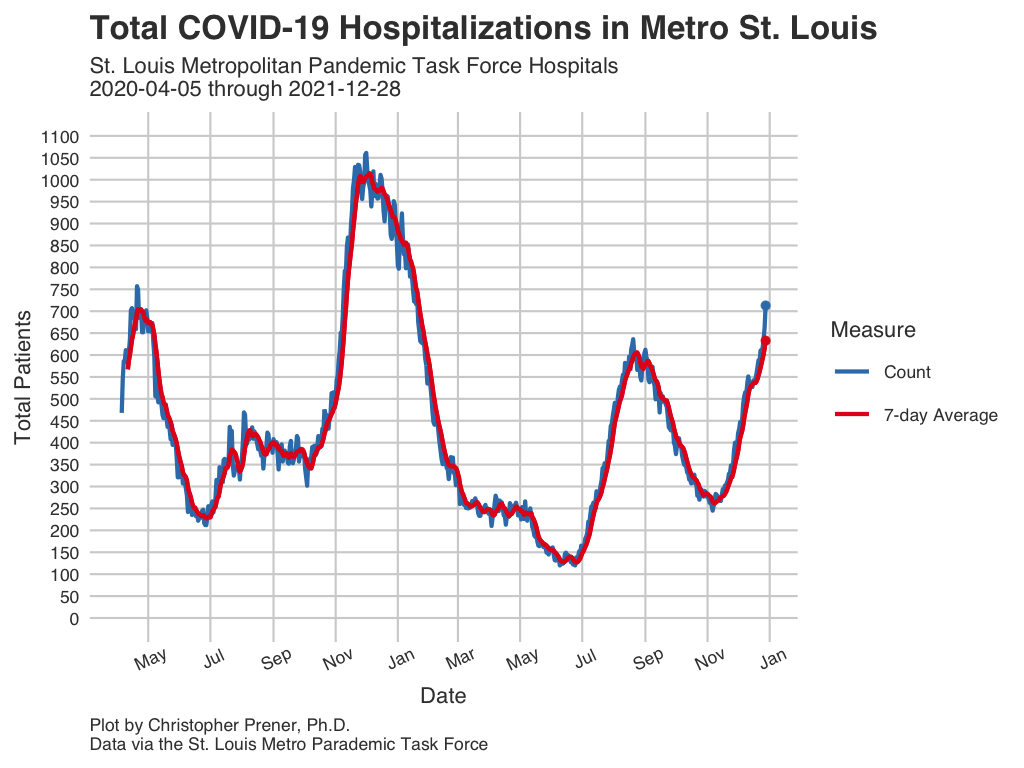 Total COVID-19 Hospitalizations in Metro St. Louis
St. Louis Metropolitan Pandemic Task Force Hospitals
2020-04-05 through 2021-12-28
1100
1050
1000
950
900
850
800
750
700
650
600
550
500
450
400
350
300
250
200
150
100
50
0
Total Patients
May
Jul
Sep
Nov
Jan
Mar
May
Jul
Sep
Nov
Jan
Date
Measure
Count
7-day Average
Plot by Christopher Prener, Ph.D.
Data via the St. Louis Metro Parademic Task Force